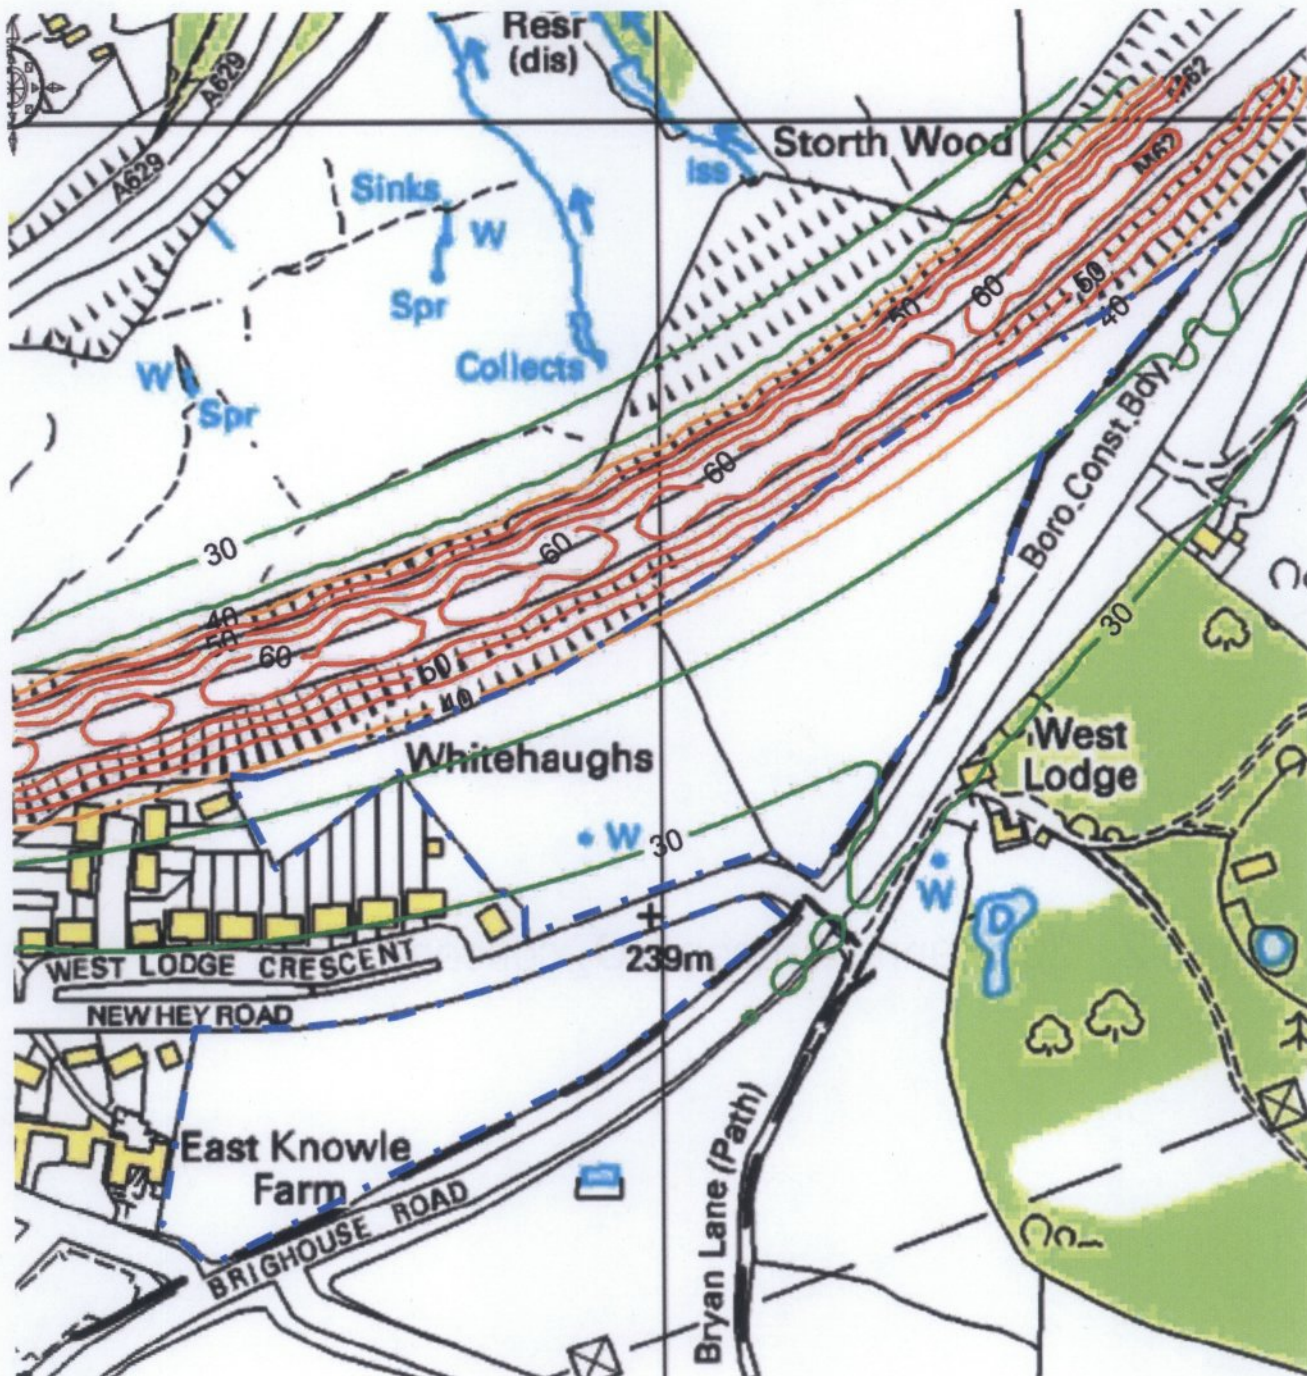 Resr
(dis)
A629
A629
M62
M62
Storth Wood
Iss
Sinks
W
Spr
Collects
W
Spr
50
60
50
40
60
30
Boro Const Bdy
60
40
50
60
30
50
40
Whitehaughs
West
Lodge
W
30
W
D
239m
WEST LODGE CRESCENT
NEW HEY ROAD
East Knowle
Farm
BRIGHOUSE ROAD
Bryan Lane (Path)